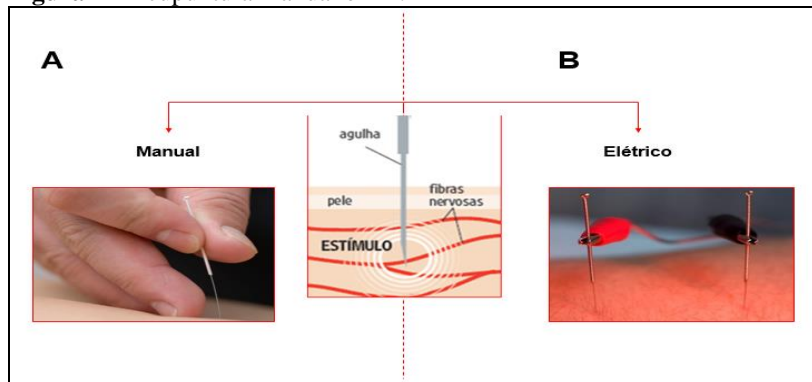 A
B
Manual
Elétrico
agulha
pele
fibras
nervosas
ESTÍMULO